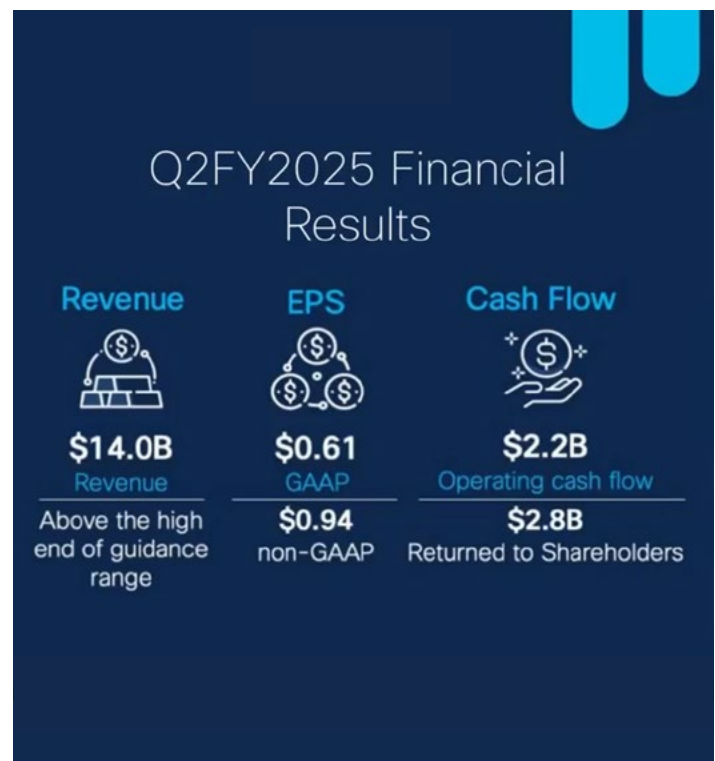 Q2FY2025 Financial
Results
Revenue
$14.0B
Revenue
Above the high
end of guidance
range
EPS
$0.61
GAAP
$0.94
non-GAAP
Cash Flow
$2.2B
Operating cash flow
$2.8B
Returned to Shareholders